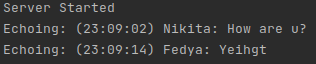 Server Started
Echoing: (23:09:02) Nikita: How are u?
Echoing: (23:09:14) Fedya: Yeihgt